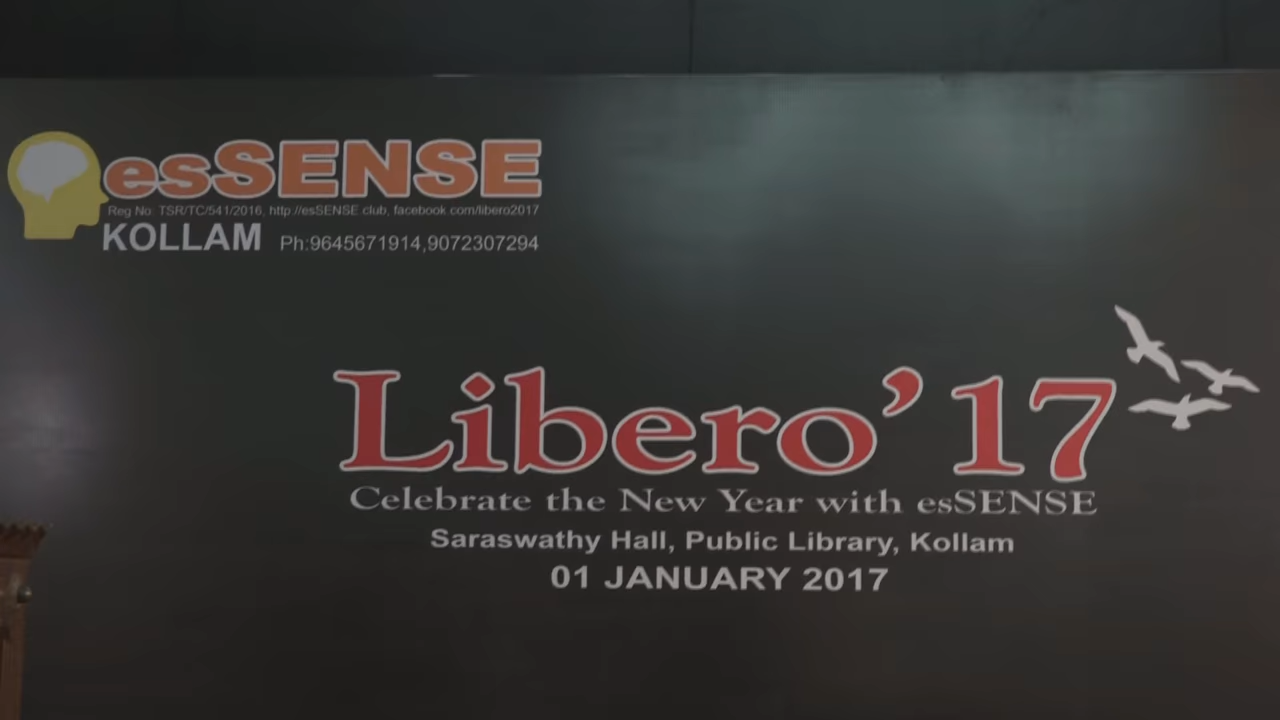 esSENSE
Reg No. TSR/TC/541/2016, http://esSENSE.club, facebook.com/libero2017
KOLLAM Ph:9645671914,9072307294
Libero'17
Celebrate the New Year with esSENSE
Saraswathy Hall, Public Library, Kollam
01 JANUARY 2017